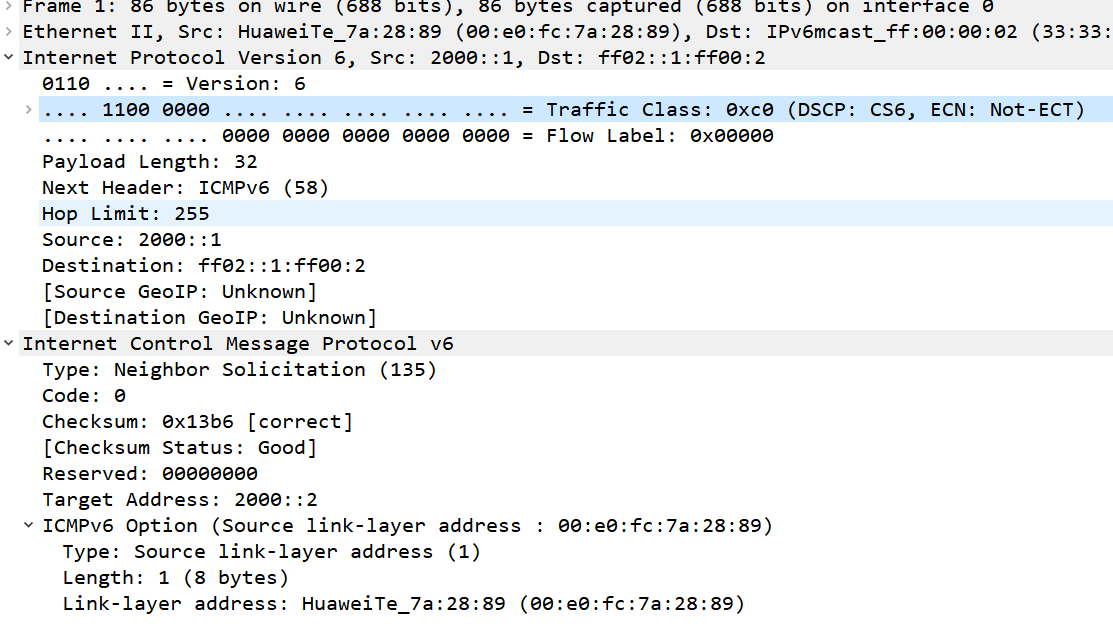 Frame 1: 86 bytes on wire (688 bits), 86 bytes captured (688 bits) on interface 0
Ethernet II, Src: HuaweiTe_7a:28:89 (00:e0:fc:7a:28:89), Dst: IPv6mcast_ff:00:00:02 (33:33:
Internet Protocol Version 6, Src: 2000::1, Dst: ff02::1:ff00:2
0110 .... = Version: 6
.... 1100 0000 .... .... .... .... .... = Traffic Class: 0xc0 (DSCP: CS6, ECN: Not-ECT)
.... .... .... 0000 0000 0000 0000 0000 = Flow Label: 0x00000
Payload Length: 32
Next Header: ICMPv6 (58)
Hop Limit: 255
Source: 2000::1
Destination: ff02::1:ff00:2
[Source GeoIP: Unknown]
[Destination GeoIP: Unknown]
Internet Control Message Protocol v6
Type: Neighbor Solicitation (135)
Code: 0
Checksum: 0x13b6 [correct]
[Checksum Status: Good]
Reserved: 00000000
Target Address: 2000::2
ICMPv6 Option (Source link-layer address : 00:e0:fc:7a:28:89)
Type: Source link-layer address (1)
Length: 1 (8 bytes)
Link-layer address: HuaweiTe_7a:28:89 (00:e0:fc:7a:28:89)